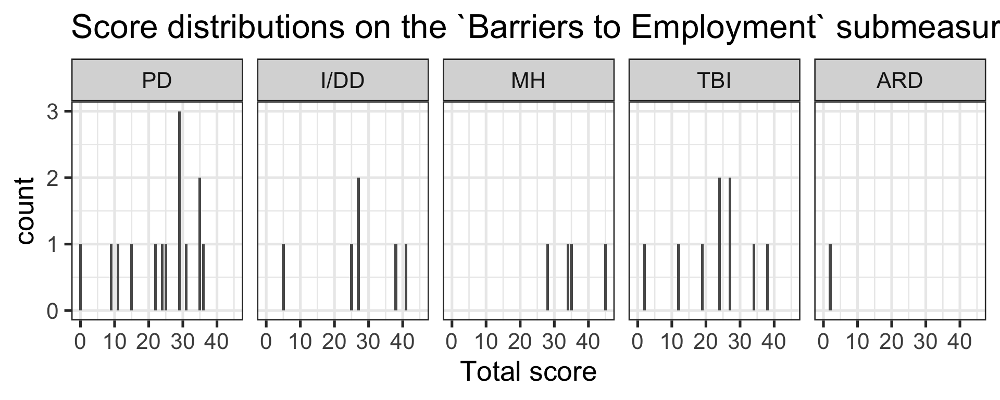 Score distributions on the `Barriers to Employment` submeasur
PD I/DD MH TBI ARD
3
2
1
0
count
0 10 20 30 40 0 10 20 30 40 0 10 20 30 40 0 10 20 30 40 0 10 20 30 40
Total score